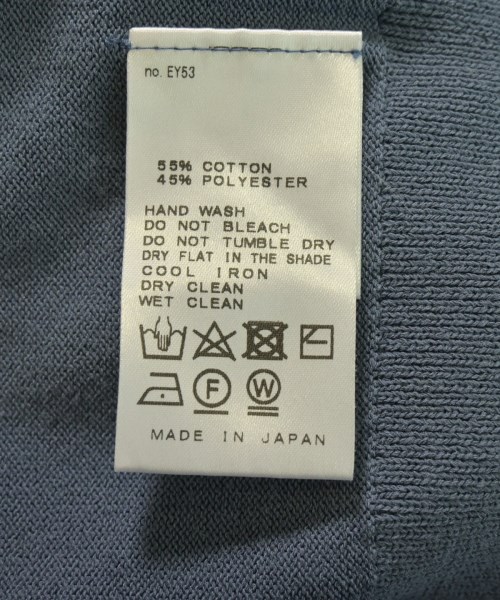 no. EY53
55% COTTON
45% POLYESTER
HAND WASH
DO NOT BLEACH
DO NOT TUMBLE DRY
DRY FLAT IN THE SHADE
COOL IRON
DRY CLEAN
WET CLEAN
F W
MADE IN JAPAN